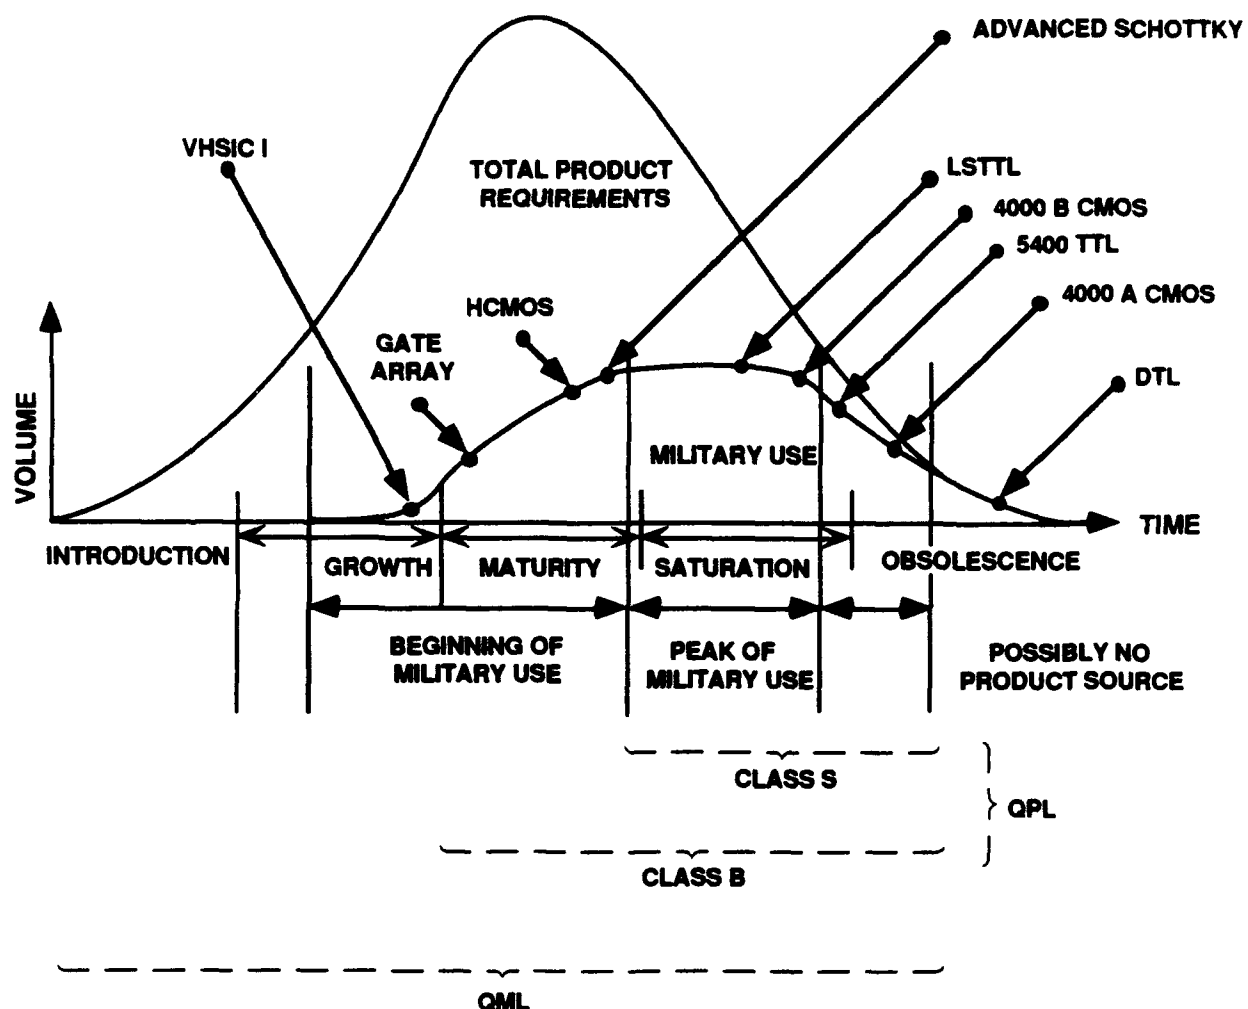 ADVANCED SCHOTTKY
VHSIC I
TOTAL PRODUCT
REQUIREMENTS
LSTTL
4000 B CMOS
5400 TTL
4000 A CMOS
HCMOS
GATE
ARRAY
DTL
VOLUME
MILITARY USE
TIME
INTRODUCTION
GROWTH
MATURITY
SATURATION
OBSOLESCENCE
BEGINNING OF
MILITARY USE
PEAK OF
MILITARY USE
POSSIBLY NO
PRODUCT SOURCE
CLASS S
QPL
CLASS B
QML